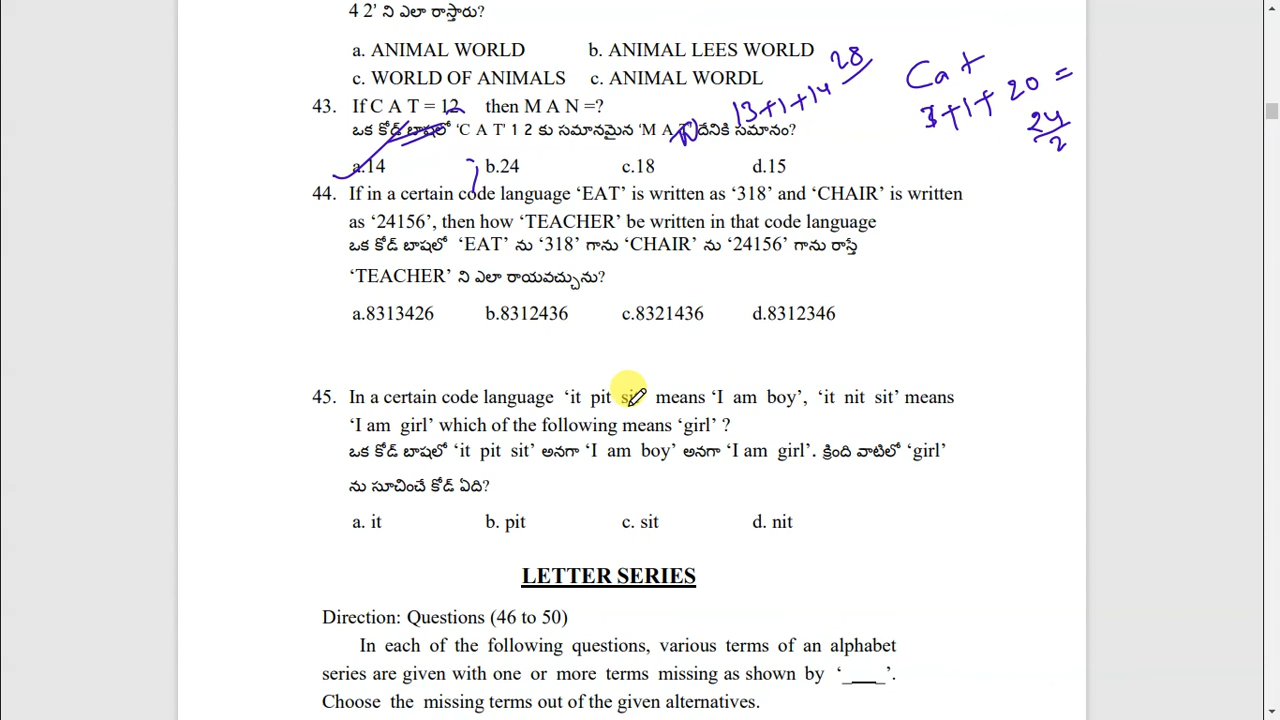 4 2’ ని ఎలా రాస్తారు?
a. ANIMAL WORLD b. ANIMAL LEES WORLD
c. WORLD OF ANIMALS c. ANIMAL WORDL
28
13+1+14
Ca t
3+1+20 =
24
2
43. If C A T = 12 then M A N =?
ఒక కోడ్ బాషలో ‘C A T’ 1 2 కు సమానమైన ‘M A దేనికి సమానం?
a.14 b.24 c.18 d.15
44. If in a certain code language ‘EAT’ is written as ‘318’ and ‘CHAIR’ is written
as ‘24156’, then how ‘TEACHER’ be written in that code language
ఒక కోడ్ బాషలో ‘EAT’ ను ‘318’ గాను ‘CHAIR’ ను ‘24156’ గాను రాస్తే
‘TEACHER’ ని ఎలా రాయవచ్చును?
a.8313426 b.8312436 c.8321436 d.8312346
45. In a certain code language ‘it pit means ‘I am boy’, ‘it nit sit’ means
‘I am girl’ which of the following means ‘girl’ ?
ఒక కోడ్ బాషలో ‘it pit sit’ అనగా ‘I am boy’ అనగా ‘I am girl’. క్రింది వాటిలో ‘girl’
ను సూచించే కోడ్ ఏది?
a. it b. pit c. sit d. nit
LETTER SERIES
Direction: Questions (46 to 50)
In each of the following questions, various terms of an alphabet
series are given with one or more terms missing as shown by ‘____’.
Choose the missing terms out of the given alternatives.